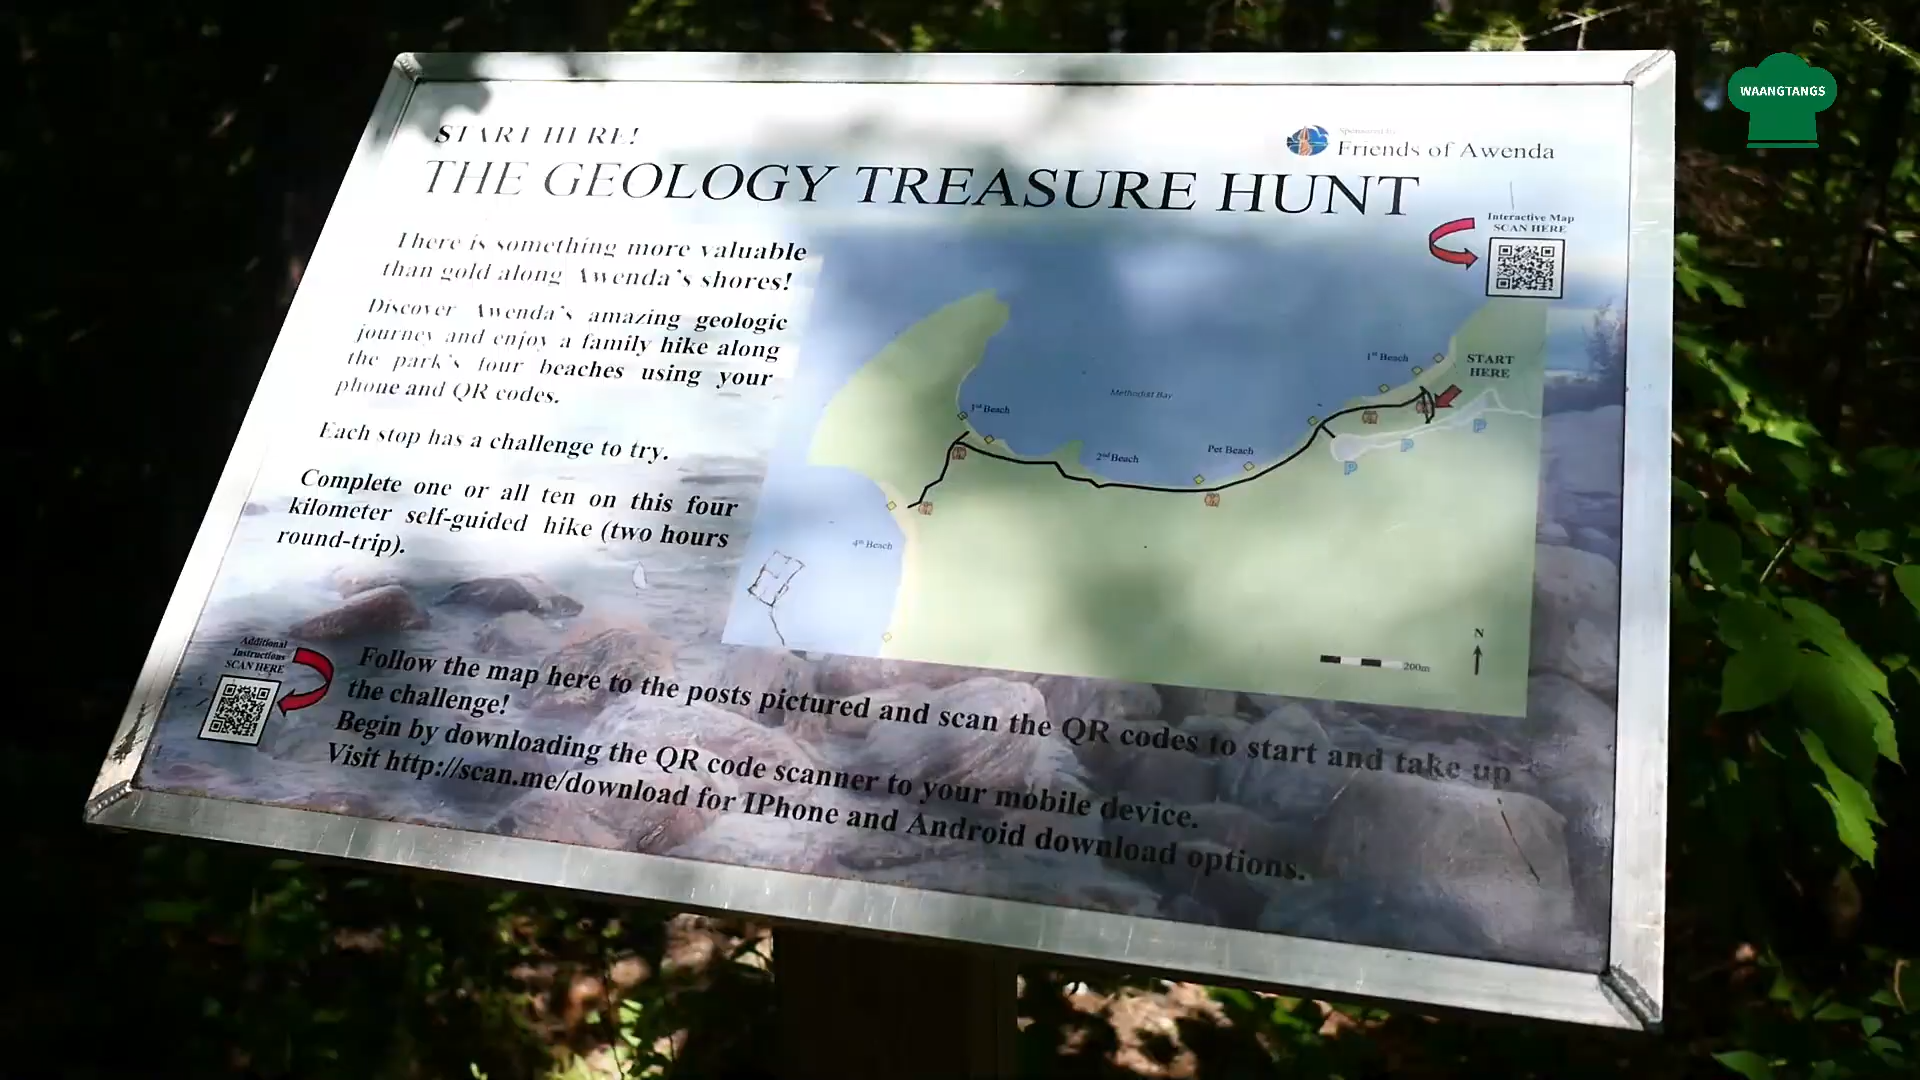 WAANGTANGS
START HERE!
Sponsored by
Friends of Awenda
THE GEOLOGY TREASURE HUNT
Interactive Map
SCAN HERE
There is something more valuable
than gold along Awenda's shores!
Discover Awenda's amazing geologic
journey and enjoy a family hike along
the park's four beaches using your
phone and QR codes.
Each stop has a challenge to try.
Complete one or all ten on this four
kilometer self-guided hike (two hours
round-trip).
1st Beach
START
HERE
Methodist Bay
3rd Beach
2nd Beach
Pet Beach
P
P
P
4th Beach
N
200m
Additional
Instructions
SCAN HERE
Follow the map here to the posts pictured and scan the QR codes to start and take up
the challenge!
Begin by downloading the QR code scanner to your mobile device.
Visit http://scan.me/download for IPhone and Android download options.